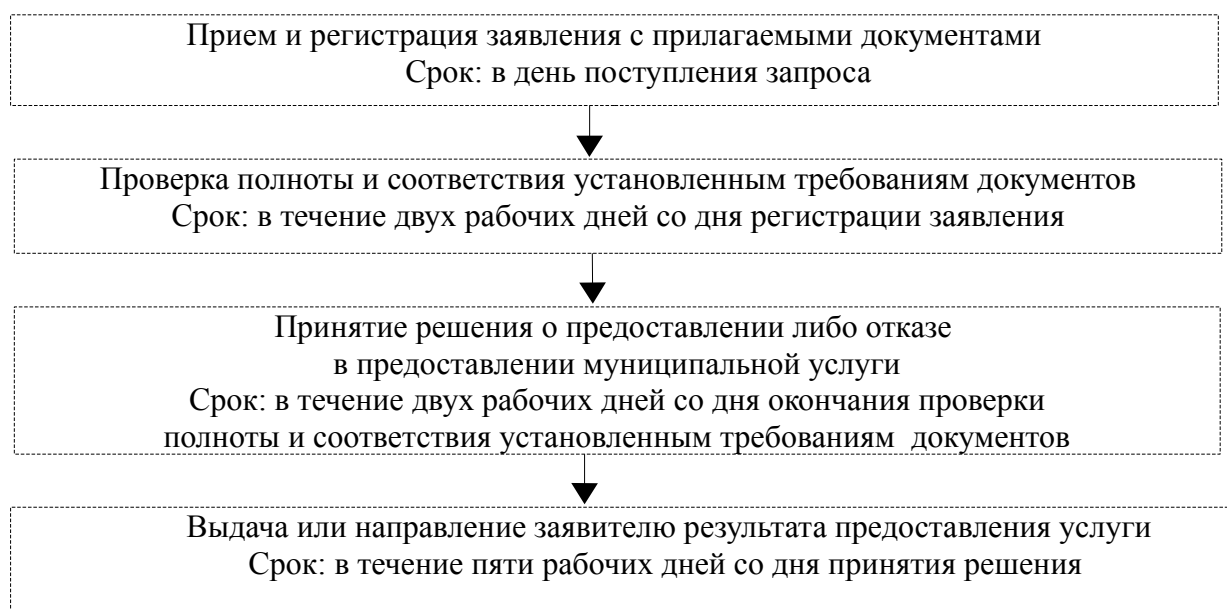 Прием и регистрация заявления с прилагаемыми документами
Срок: в день поступления запроса
Проверка полноты и соответствия установленным требованиям документов
Срок: в течение двух рабочих дней со дня регистрации заявления
Принятие решения о предоставлении либо отказе
в предоставлении муниципальной услуги
Срок: в течение двух рабочих дней со дня окончания проверки
полноты и соответствия установленным требованиям документов
Выдача или направление заявителю результата предоставления услуги
Срок: в течение пяти рабочих дней со дня принятия решения